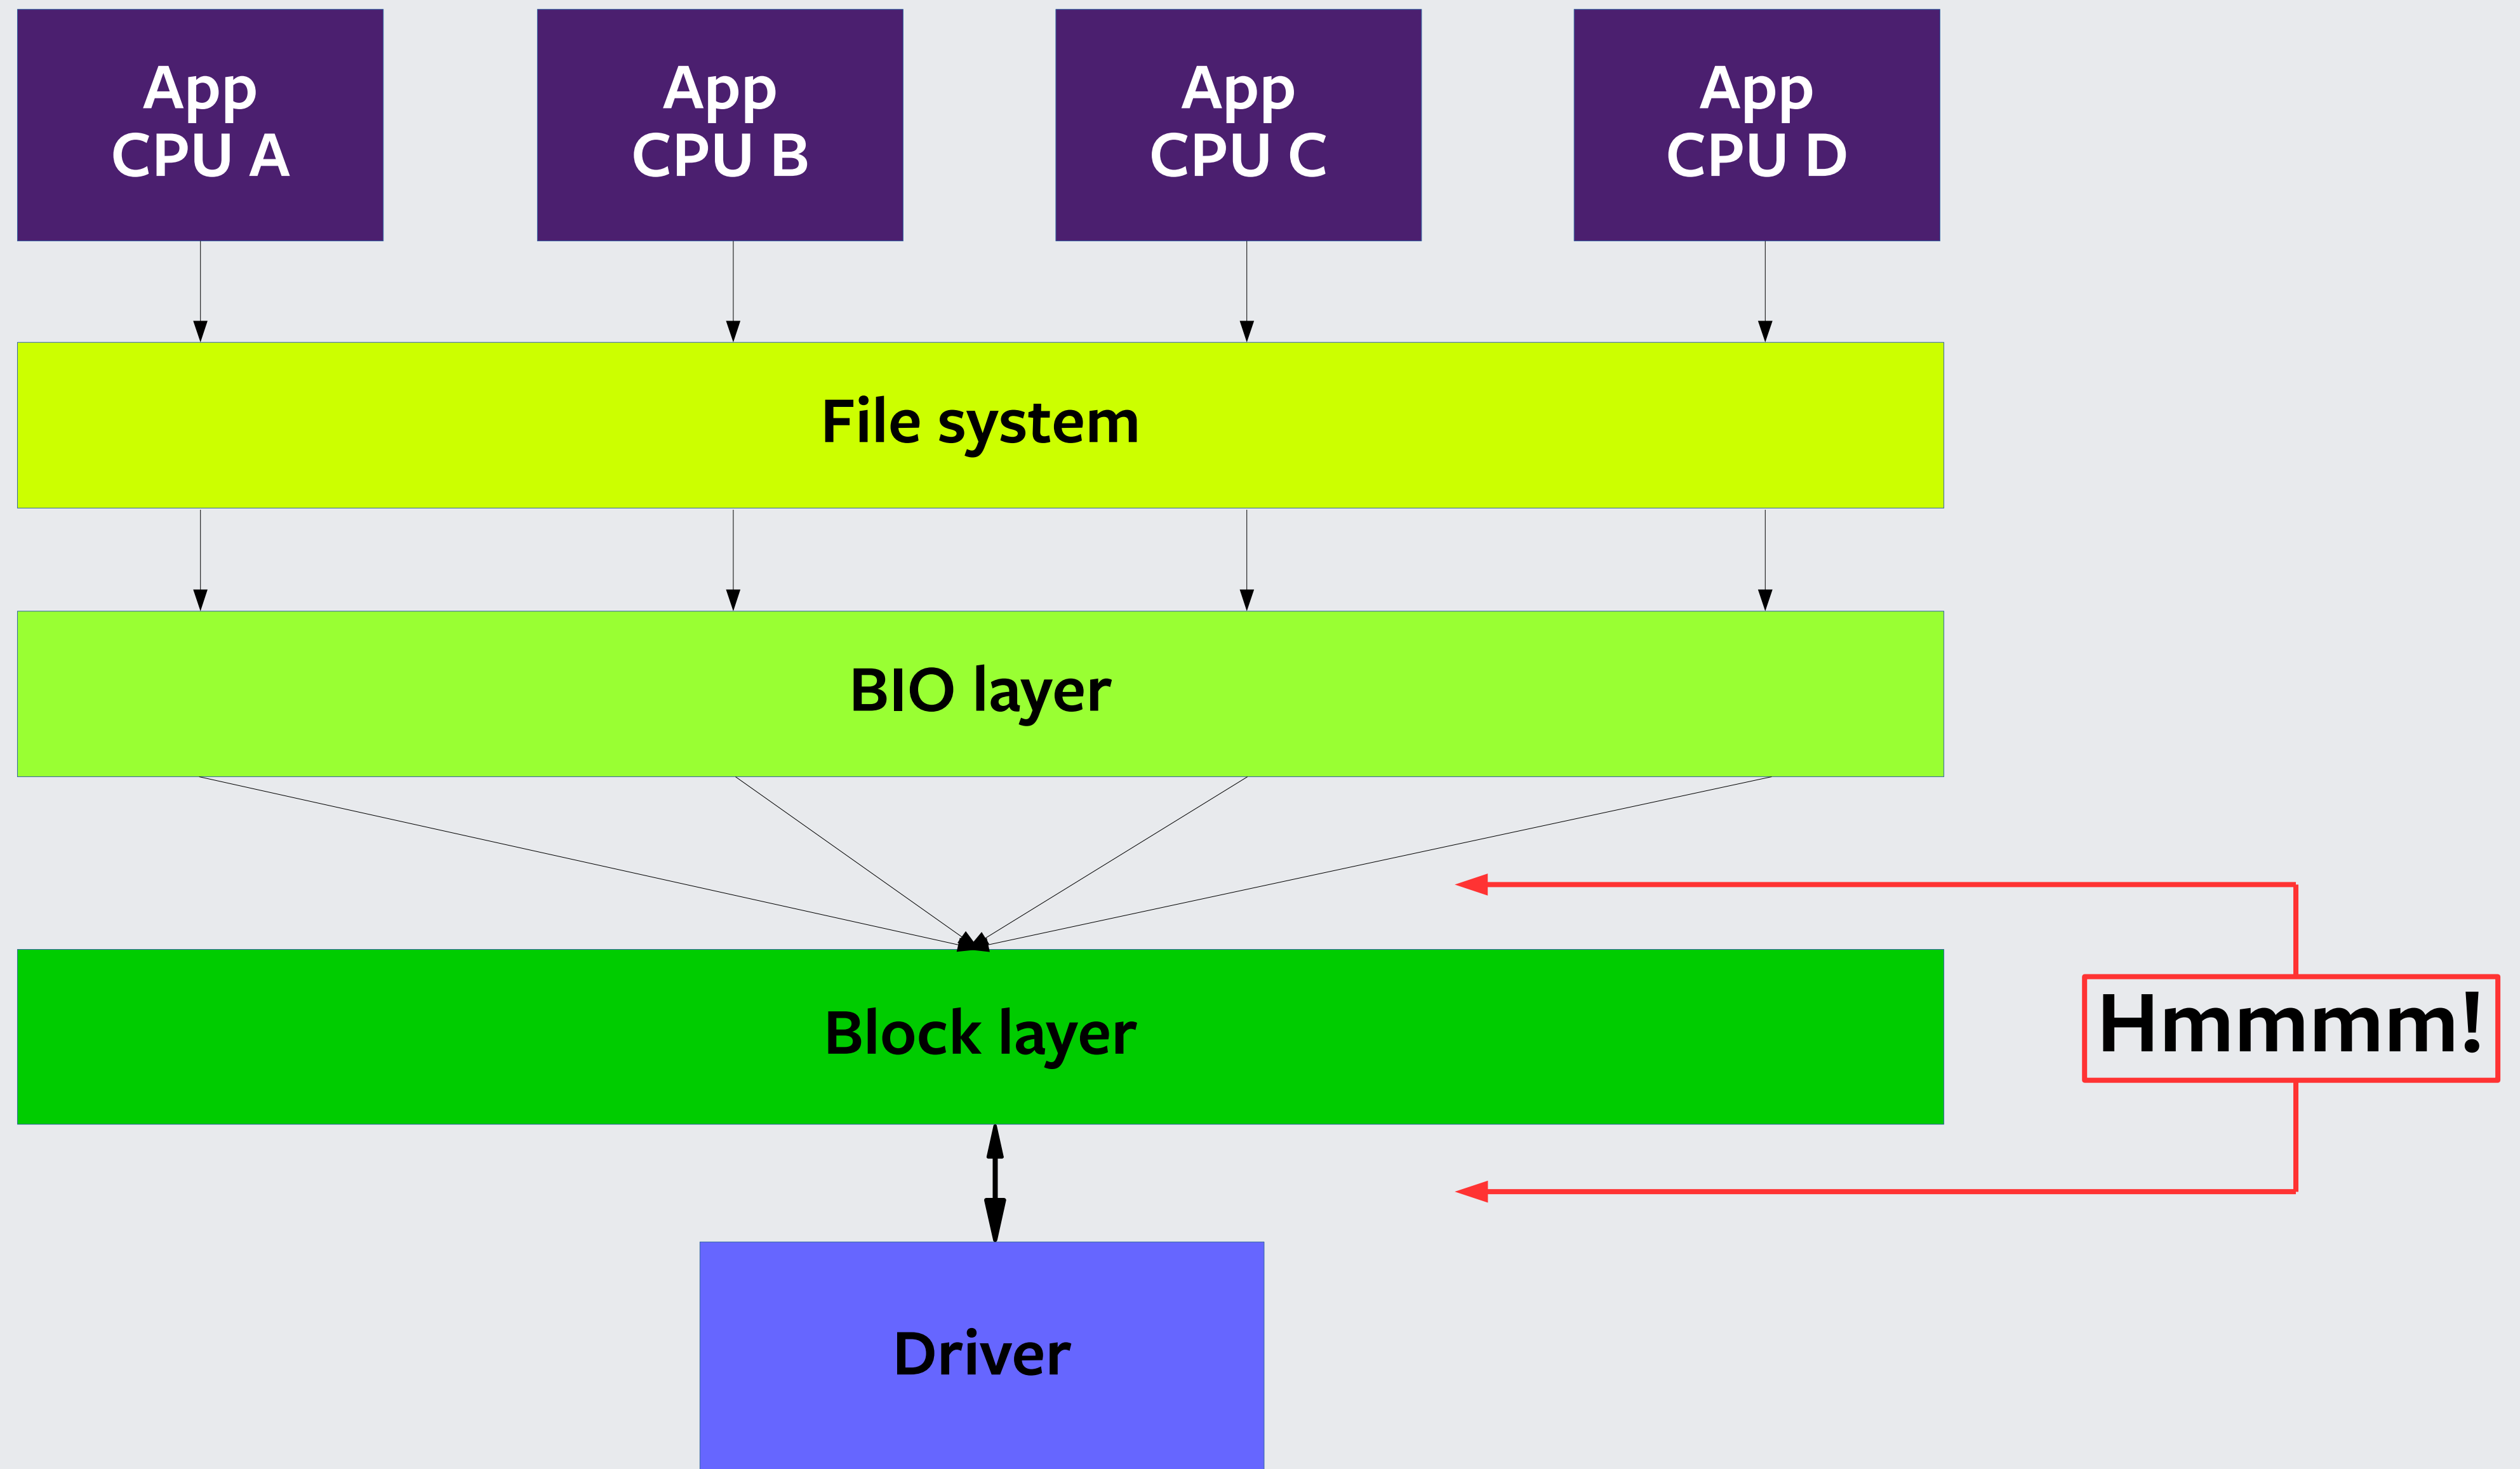 App
CPU A
App
CPU B
App
CPU C
App
CPU D
File system
BIO layer
Block layer
Hmmmm!
Driver